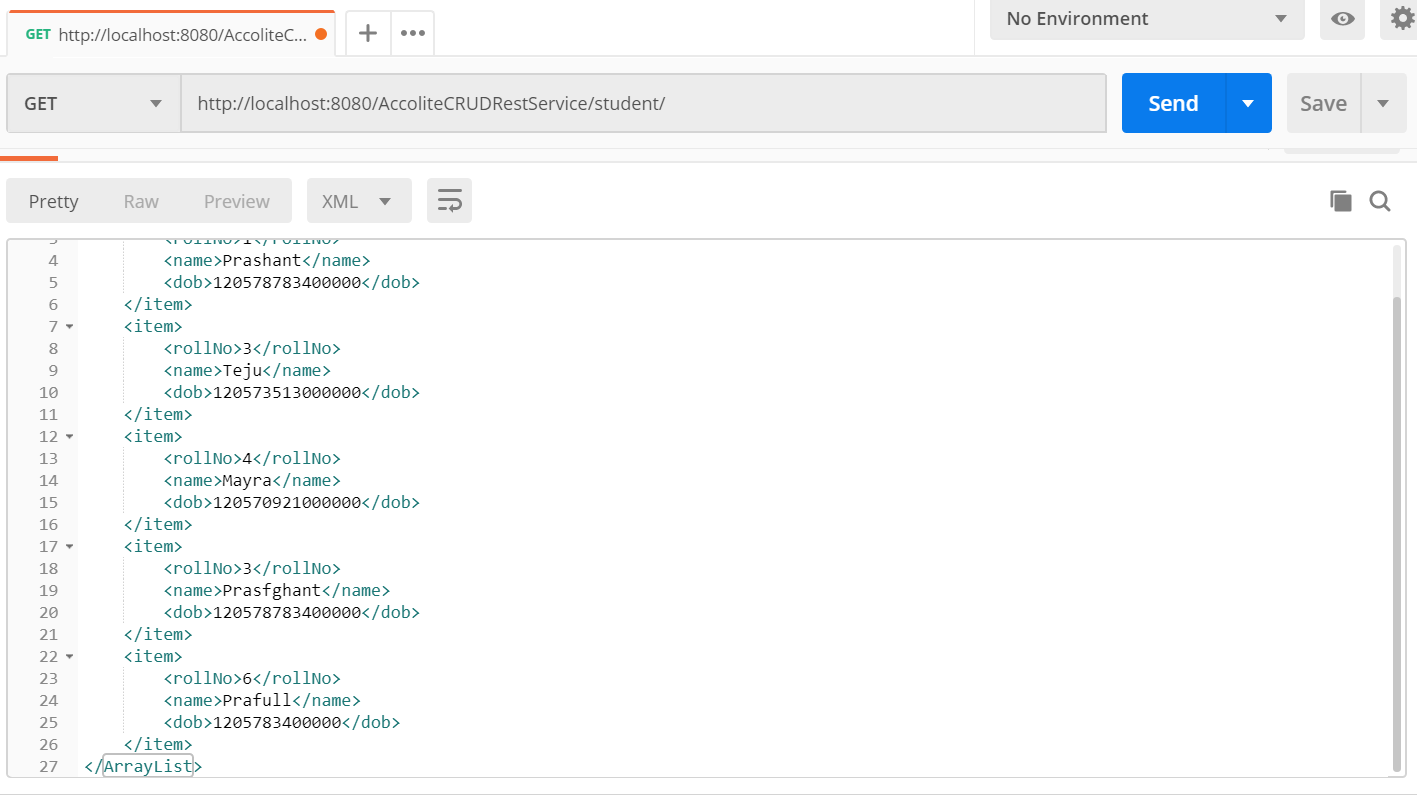 GET http://localhost:8080/AccoliteC...
No Environment
GET http://localhost:8080/AccoliteCRUDRestService/student/ Send Save
Pretty Raw Preview XML
3 <rollNo>1</rollNo>
4 <name>Prashant</name>
5 <dob>120578783400000</dob>
6 </item>
7 <item>
8 <rollNo>3</rollNo>
9 <name>Teju</name>
10 <dob>120573513000000</dob>
11 </item>
12 <item>
13 <rollNo>4</rollNo>
14 <name>Mayra</name>
15 <dob>120570921000000</dob>
16 </item>
17 <item>
18 <rollNo>3</rollNo>
19 <name>Prasfghant</name>
20 <dob>120578783400000</dob>
21 </item>
22 <item>
23 <rollNo>6</rollNo>
24 <name>Prafull</name>
25 <dob>1205783400000</dob>
26 </item>
27 </ArrayList>